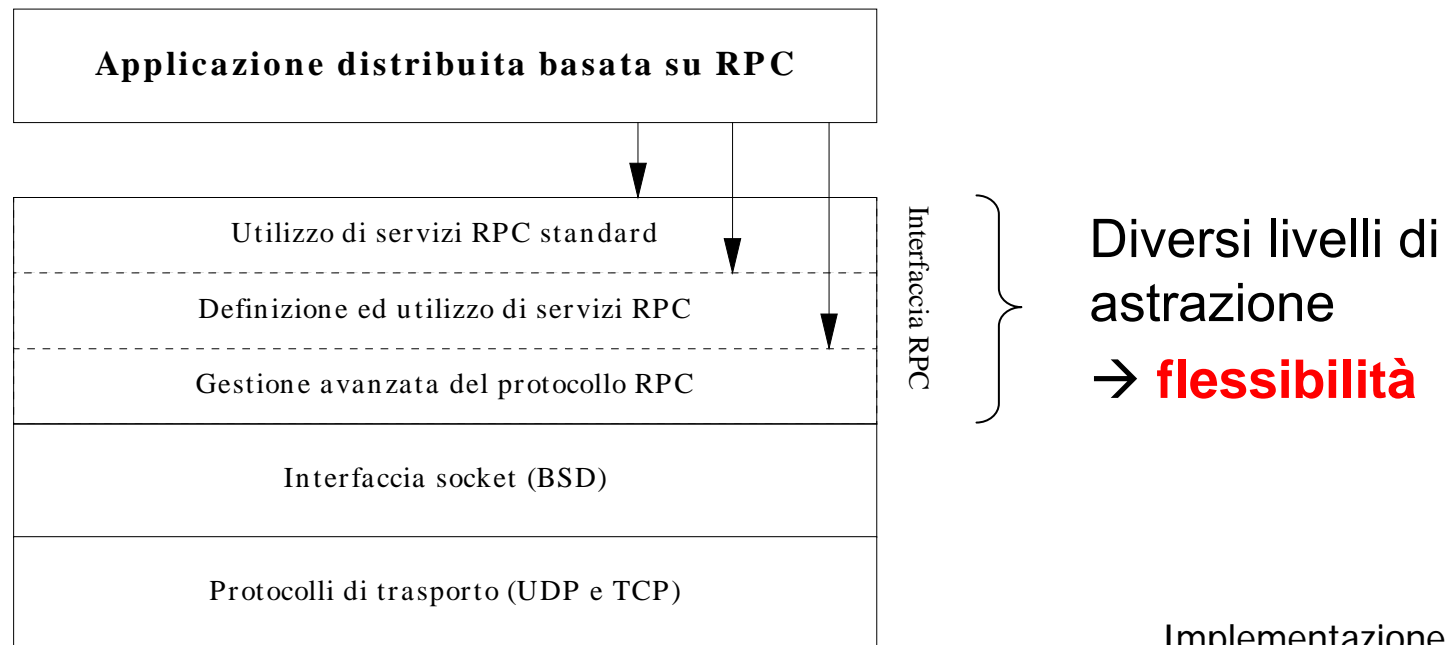 Applicazione distribuita basata su RPC
Utilizzo di servizi RPC standard
Definizione ed utilizzo di servizi RPC
Gestione avanzata del protocollo RPC
Interfaccia RPC
Diversi livelli di
astrazione
→ flessibilità
Interfaccia socket (BSD)
Protocolli di trasporto (UDP e TCP)
Implementazione